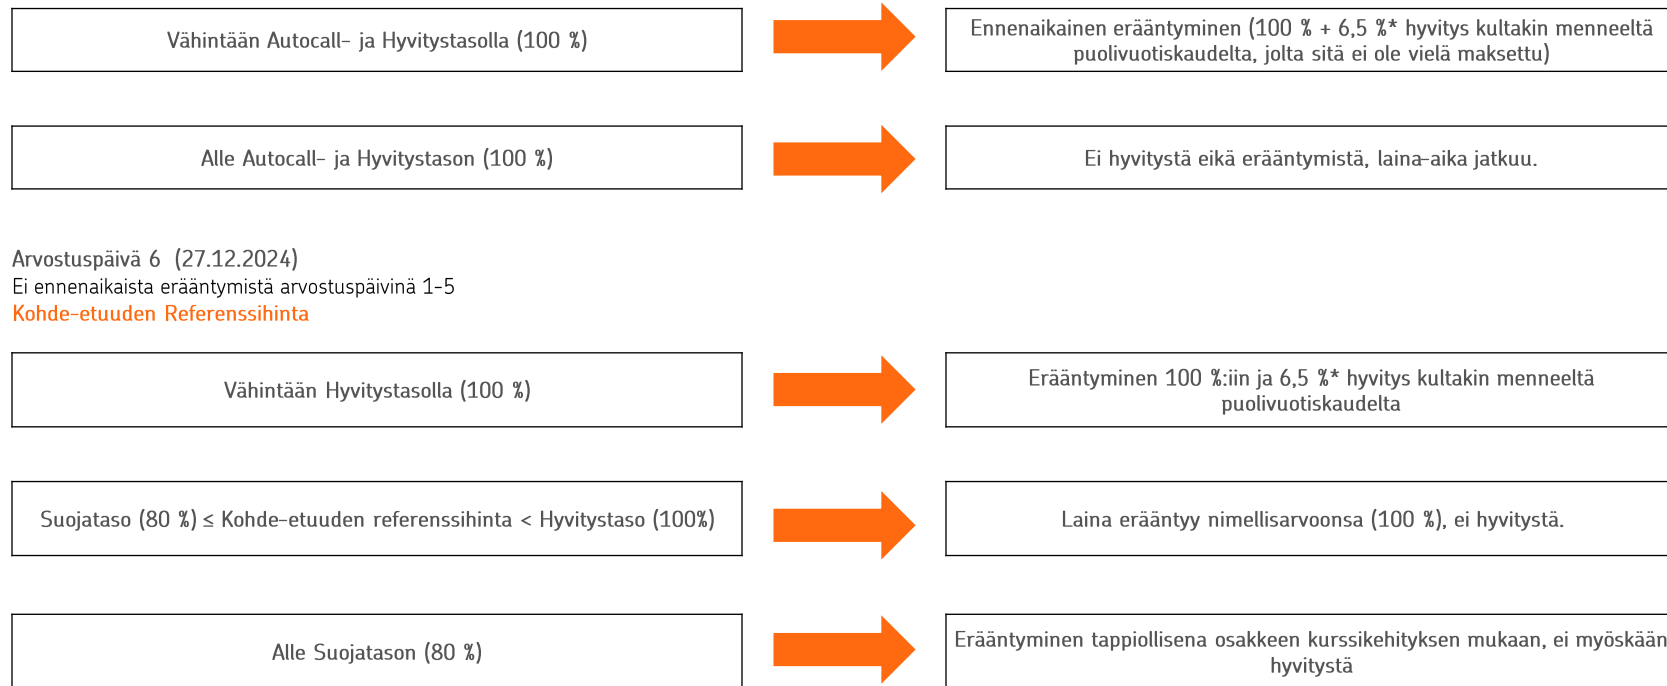 Vähintään Autocall- ja Hyvitystasolla (100 %)
Ennenaikainen erääntyminen (100 % + 6,5 %* hyvitys kultakin menneeltä
puolivuotiskaudelta, jolta sitä ei ole vielä maksettu)
Alle Autocall- ja Hyvitystason (100 %)
Ei hyvitystä eikä erääntymistä, laina-aika jatkuu.
Arvostuspäivä 6 (27.12.2024)
Ei ennenaikaista erääntymistä arvostuspäivinä 1-5
Kohde-etuuden Referenssihinta
Vähintään Hyvitystasolla (100 %)
Erääntyminen 100 %:iin ja 6,5 %* hyvitys kultakin menneeltä
puolivuotiskaudelta
Suojataso (80 %) ≤ Kohde-etuuden referenssihinta < Hyvitystaso (100%)
Laina erääntyy nimellisarvoonsa (100 %), ei hyvitystä.
Alle Suojatason (80 %)
Erääntyminen tappiollisena osakkeen kurssikehityksen mukaan, ei myöskään
hyvitystä